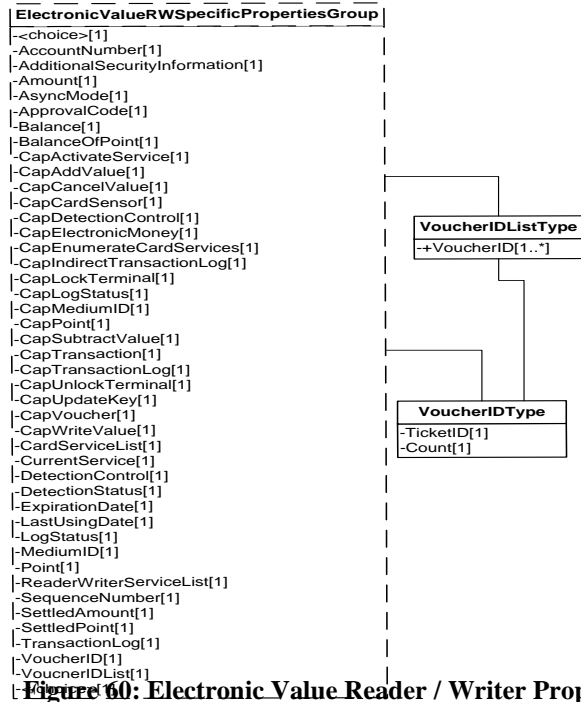 ElectronicValueRWSpecificPropertiesGroup
-<choice>[1]
-AccountNumber[1]
-AdditionalSecurityInformation[1]
-Amount[1]
-AsyncMode[1]
-ApprovalCode[1]
-Balance[1]
-BalanceOfPoint[1]
-CapActivateService[1]
-CapAddValue[1]
-CapCancelValue[1]
-CapCardSensor[1]
-CapDetectionControl[1]
-CapElectronicMoney[1]
-CapEnumerateCardServices[1]
-CapIndirectTransactionLog[1]
-CapLockTerminal[1]
-CapLogStatus[1]
-CapMediumID[1]
-CapPoint[1]
-CapSubtractValue[1]
-CapTransaction[1]
-CapTransactionLog[1]
-CapUnlockTerminal[1]
-CapUpdateKey[1]
-CapVoucher[1]
-CapWriteValue[1]
-CardServiceList[1]
-CurrentService[1]
-DetectionControl[1]
-DetectionStatus[1]
-ExpirationDate[1]
-LastUsingDate[1]
-LogStatus[1]
-MediumID[1]
-Point[1]
-ReaderWriterServiceList[1]
-SequenceNumber[1]
-SettledAmount[1]
-SettledPoint[1]
-TransactionLog[1]
-VoucherID[1]
-VoucherIDList[1]
-</choice>[1]
VoucherIDListType
-+VoucherID[1..*]
VoucherIDType
-TicketID[1]
-Count[1]
Figure 60: Electronic Value Reader / Writer Prop